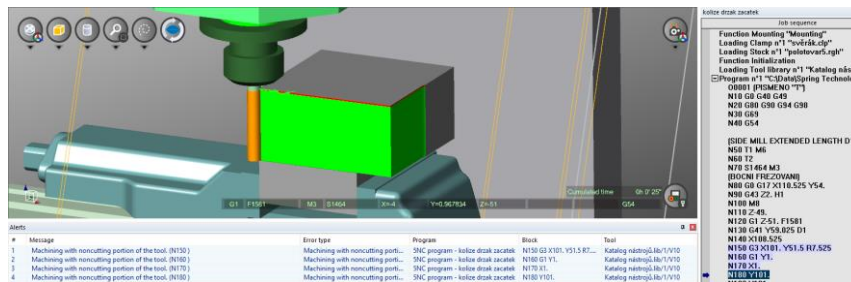 kolize drzak zacatek
Job sequence
Function Mounting "Mounting"
Loading Clamp n°1 "svěrák.clp"
Loading Stock n°1 "polotovar5.rgh"
Function Initialization
Loading Tool library n°1 "Katalog nás
Program n°1 "C:\Data\Spring Technolo
O0001 (PISMENO "T")
N10 G0 G40 G49
N20 G80 G90 G94 G98
N30 G69
N40 G54
(SIDE MILL EXTENDED LENGTH D1
N50 T1 M6
N60 T2
N70 S1464 M3
(BOCNI FREZOVANI)
N80 G0 G17 X110.525 Y54.
N90 G43 Z2. H1
N100 M8
N110 Z-49.
N120 G1 Z-51. F1581
N130 G41 Y59.025 D1
N140 X108.525
N150 G3 X101. Y51.5 R7.525
N160 G1 Y1.
N170 X1.
N180 Y101.
Cumulated time 0h 0' 25"
G1 F1581 M3 S1464 X=-4 Y=0.967834 Z=-51 G54
Alerts
# Message Error type Program Block Tool
1 Machining with noncutting portion of the tool. (N150 ) Machining with noncutting porti... 5NC program - kolize drzak zacatek N150 G3 X101. Y51.5 R7.... Katalog nástrojů.lib/1/V10
2 Machining with noncutting portion of the tool. (N160 ) Machining with noncutting porti... 5NC program - kolize drzak zacatek N160 G1 Y1. Katalog nástrojů.lib/1/V10
3 Machining with noncutting portion of the tool. (N170 ) Machining with noncutting porti... 5NC program - kolize drzak zacatek N170 X1. Katalog nástrojů.lib/1/V10
4 Machining with noncutting portion of the tool. (N180 ) Machining with noncutting porti... 5NC program - kolize drzak zacatek N180 Y101. Katalog nástrojů.lib/1/V10